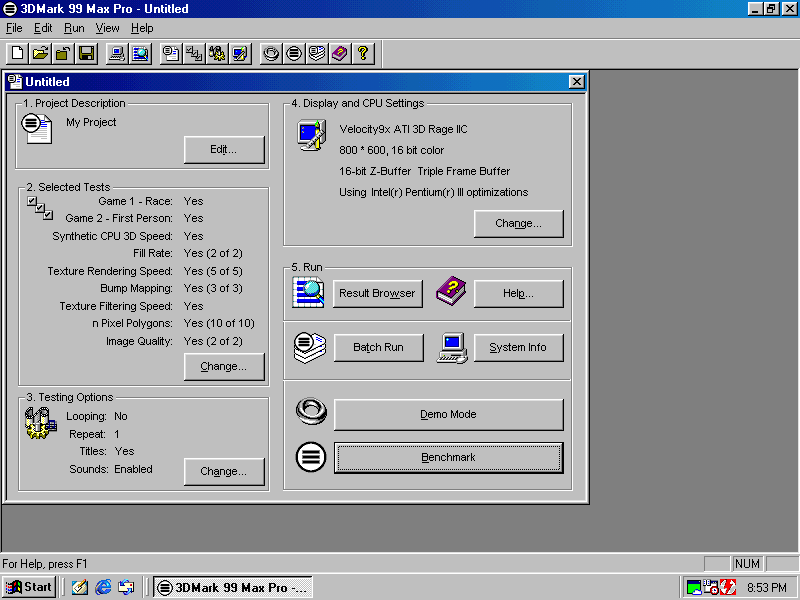 3DMark 99 Max Pro - Untitled
File Edit Run View Help
Untitled
1. Project Description
My Project
Edit...
2. Selected Tests
Game 1 - Race: Yes
Game 2 - First Person: Yes
Synthetic CPU 3D Speed: Yes
Fill Rate: Yes (2 of 2)
Texture Rendering Speed: Yes (5 of 5)
Bump Mapping: Yes (3 of 3)
Texture Filtering Speed: Yes
n Pixel Polygons: Yes (10 of 10)
Image Quality: Yes (2 of 2)
Change...
3. Testing Options
Looping: No
Repeat: 1
Titles: Yes
Sounds: Enabled
Change...
4. Display and CPU Settings
Velocity9x ATI 3D Rage IIC
800 * 600, 16 bit color
16-bit Z-Buffer Triple Frame Buffer
Using Intel(r) Pentium(r) III optimizations
Change...
5. Run
Result Browser
Help...
Batch Run
System Info
Demo Mode
Benchmark
For Help, press F1
NUM
Start
3DMark 99 Max Pro -...
8:53 PM